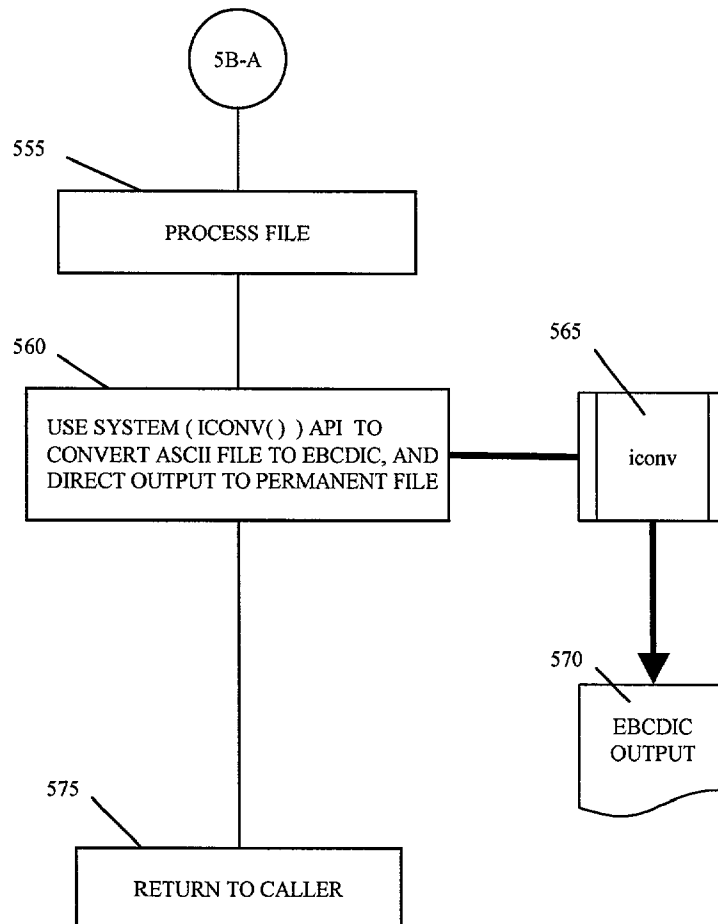 5B-A
555
PROCESS FILE
560
USE SYSTEM ( ICONV( ) ) API TO
CONVERT ASCII FILE TO EBCDIC, AND
DIRECT OUTPUT TO PERMANENT FILE
565
iconv
570
EBCDIC
OUTPUT
575
RETURN TO CALLER